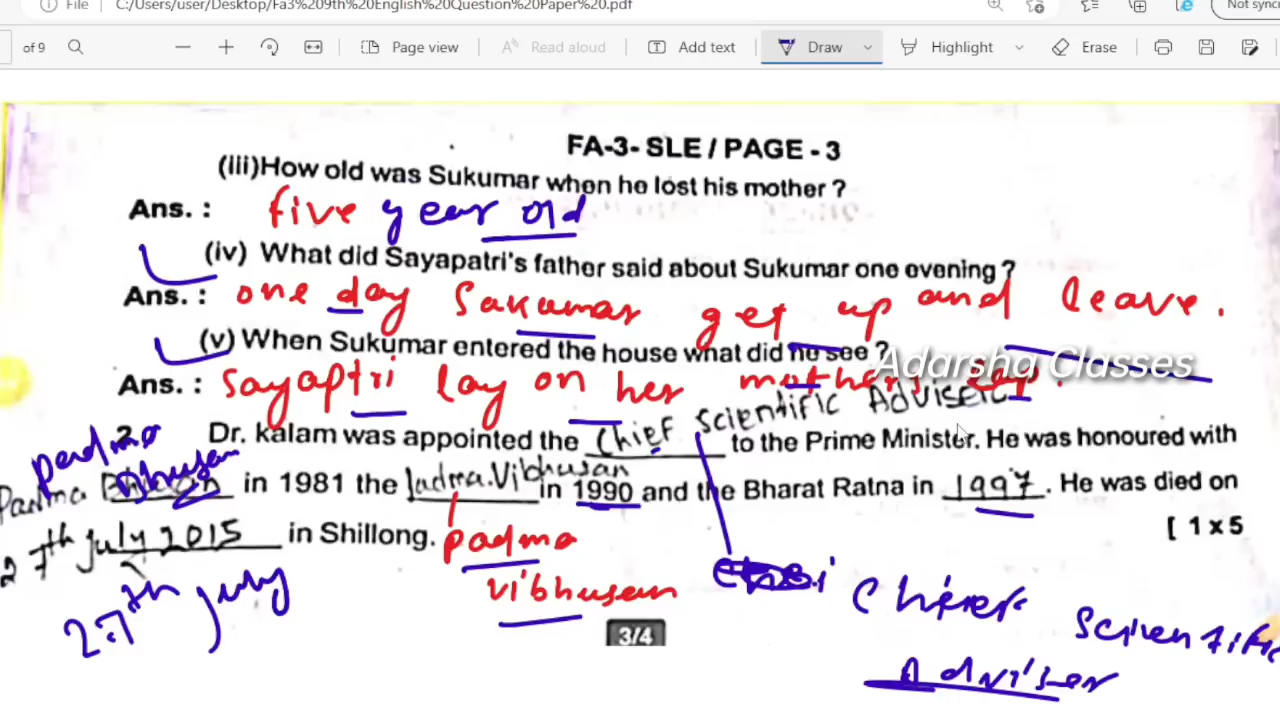 File C:/Users/user/Desktop/Fa3%209th%20English%20Question%20Paper%20.pdf Not sync
of 9 Page view Read aloud Add text Draw Highlight Erase
FA-3- SLE / PAGE - 3
(iii)How old was Sukumar when he lost his mother ?
Ans. : five year old
(iv) What did Sayapatri's father said about Sukumar one evening ?
Ans. : one day Sakumar get up and leave.
(v) When Sukumar entered the house what did he see ?
Adarsha Classes
Ans. : Sayaptri lay on her mothers lap.
2. Dr. kalam was appointed the Chief Scientific Adviser to the Prime Minister. He was honoured with
padma
Padma in 1981 the Padma.Vibhusan in 1990 and the Bharat Ratna in 1997. He was died on
27th july 2015 in Shillong.
[ 1 x 5
padma
vibhusan
27th july
Chief Scientific
Adviser
3/4